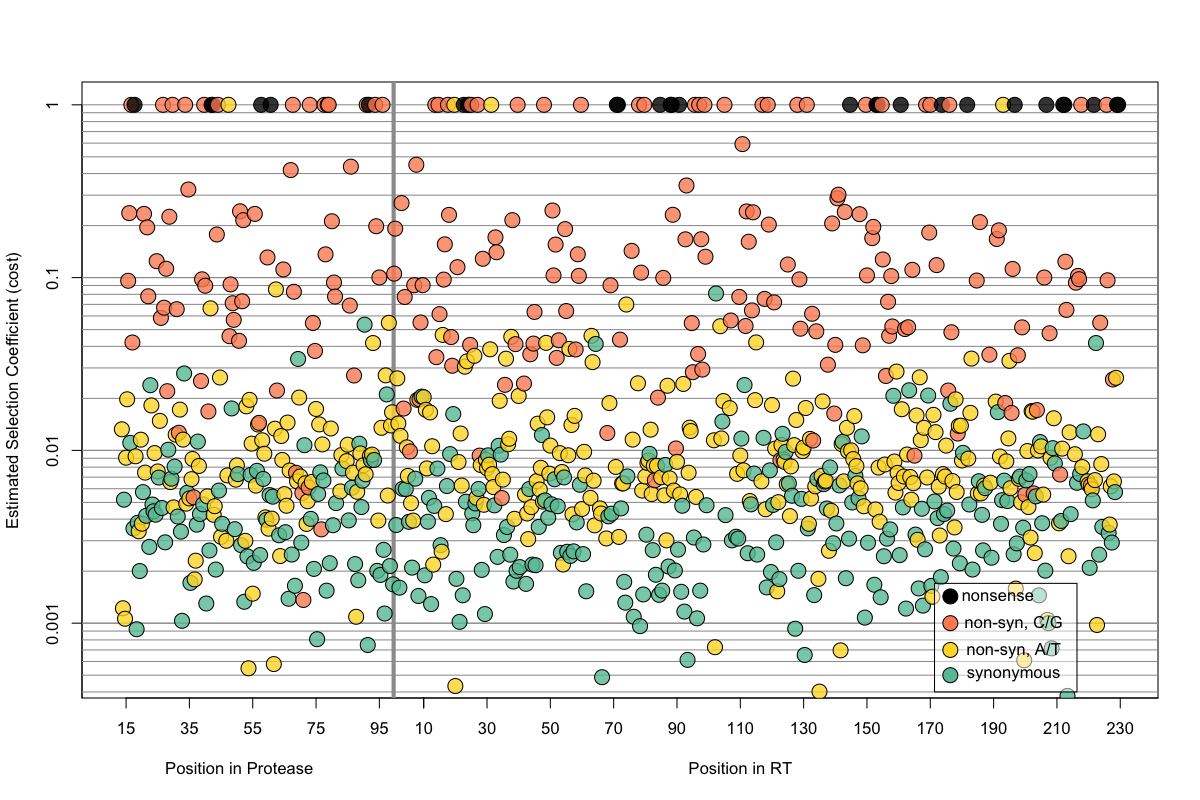 Estimated Selection Coefficient (cost)
1
0.1
0.01
0.001
nonsense
non-syn, C/G
non-syn, A/T
synonymous
15 35 55 75 95 10 30 50 70 90 110 130 150 170 190 210 230
Position in Protease Position in RT